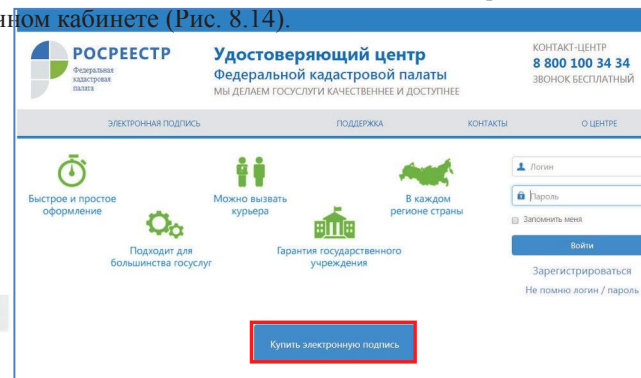 нном кабинете (Рис. 8.14).
РОСРЕЕСТР
Федеральная
кадастровая
палата
Удостоверяющий центр
Федеральной кадастровой палаты
МЫ ДЕЛАЕМ ГОСУСЛУГИ КАЧЕСТВЕННЕЕ И ДОСТУПНЕЕ
КОНТАКТ-ЦЕНТР
8 800 100 34 34
ЗВОНОК БЕСПЛАТНЫЙ
ЭЛЕКТРОННАЯ ПОДПИСЬ
ПОДДЕРЖКА
КОНТАКТЫ
О ЦЕНТРЕ
Быстрое и простое
оформление
Можно вызвать
курьера
В каждом
регионе страны
Подходит для
большинства госуслуг
Гарантия государственного
учреждения
Логин
Пароль
Запомнить меня
Войти
Зарегистрироваться
Не помню логин / пароль
Купить электронную подпись